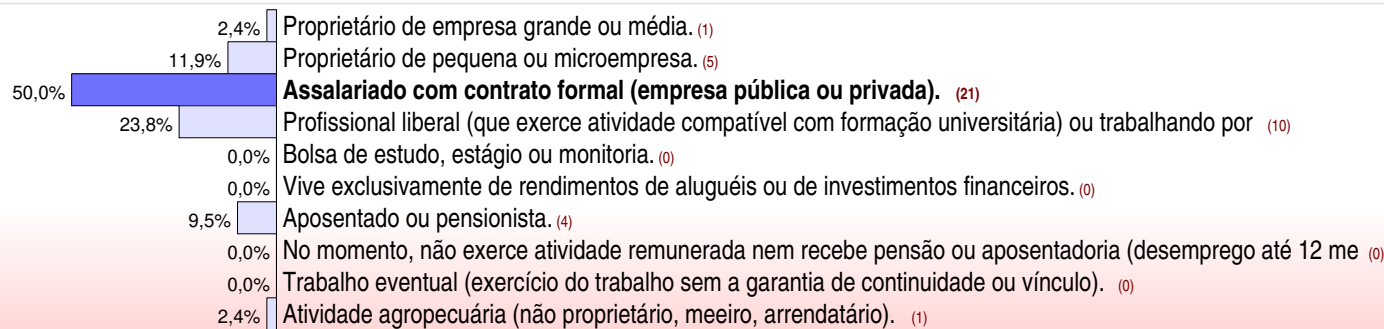 2,4% Proprietário de empresa grande ou média. (1)
11,9% Proprietário de pequena ou microempresa. (5)
50,0% Assalariado com contrato formal (empresa pública ou privada). (21)
23,8% Profissional liberal (que exerce atividade compatível com formação universitária) ou trabalhando por (10)
0,0% Bolsa de estudo, estágio ou monitoria. (0)
0,0% Vive exclusivamente de rendimentos de aluguéis ou de investimentos financeiros. (0)
9,5% Aposentado ou pensionista. (4)
0,0% No momento, não exerce atividade remunerada nem recebe pensão ou aposentadoria (desemprego até 12 me (0)
0,0% Trabalho eventual (exercício do trabalho sem a garantia de continuidade ou vínculo). (0)
2,4% Atividade agropecuária (não proprietário, meeiro, arrendatário). (1)